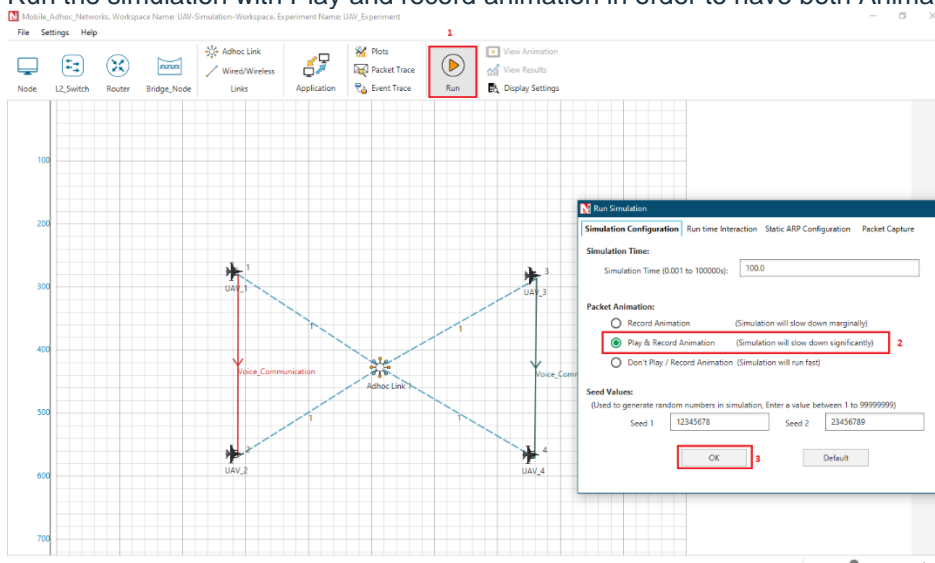 Run the simulation with Play and record animation in order to have both Anima
Mobile_Adhoc_Networks. Workspace Name: UAV-Simulation-Workspace. Experiment Name: UAV_Experiment
File Settings Help
1
Node
L2_Switch
Router
Bridge_Node
Adhoc Link
Wired/Wireless
Links
Application
Plots
Packet Trace
Event Trace
Run
View Animation
View Results
Display Settings
100
200
300
400
500
600
700
1
UAV_1
3
UAV_3
1
1
Voice_Communication
Adhoc Link 1
Voice_Comm
1
1
2
UAV_2
4
UAV_4
Run Simulation
Simulation Configuration Run time Interaction Static ARP Configuration Packet Capture
Simulation Time:
Simulation Time (0.001 to 100000s): 100.0
Packet Animation:
Record Animation (Simulation will slow down marginally)
Play & Record Animation (Simulation will slow down significantly) 2
Don't Play / Record Animation (Simulation will run fast)
Seed Values:
(Used to generate random numbers in simulation, Enter a value between 1 to 99999999)
Seed 1 12345678 Seed 2 23456789
OK 3 Default